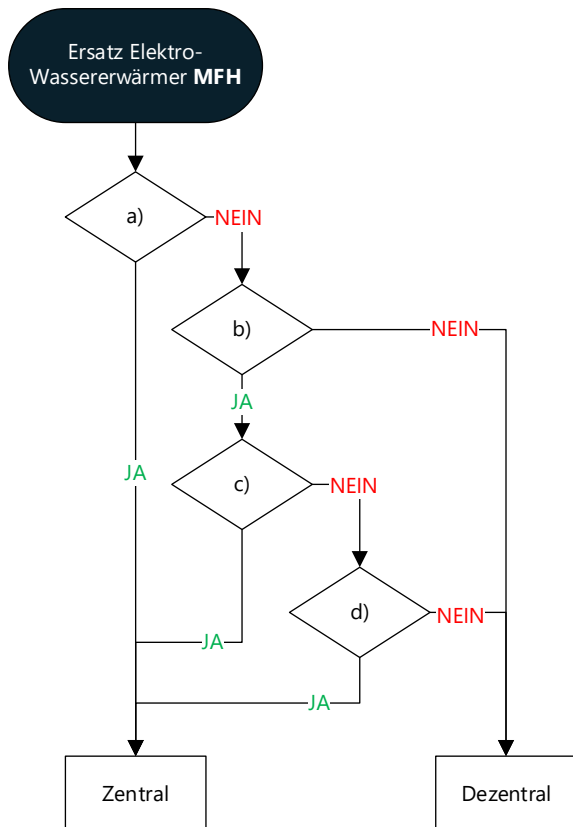 Ersatz Elektro-
Wassererwärmer MFH
a)
NEIN
b)
NEIN
JA
JA
c)
NEIN
d)
NEIN
JA
JA
Zentral
Dezentral